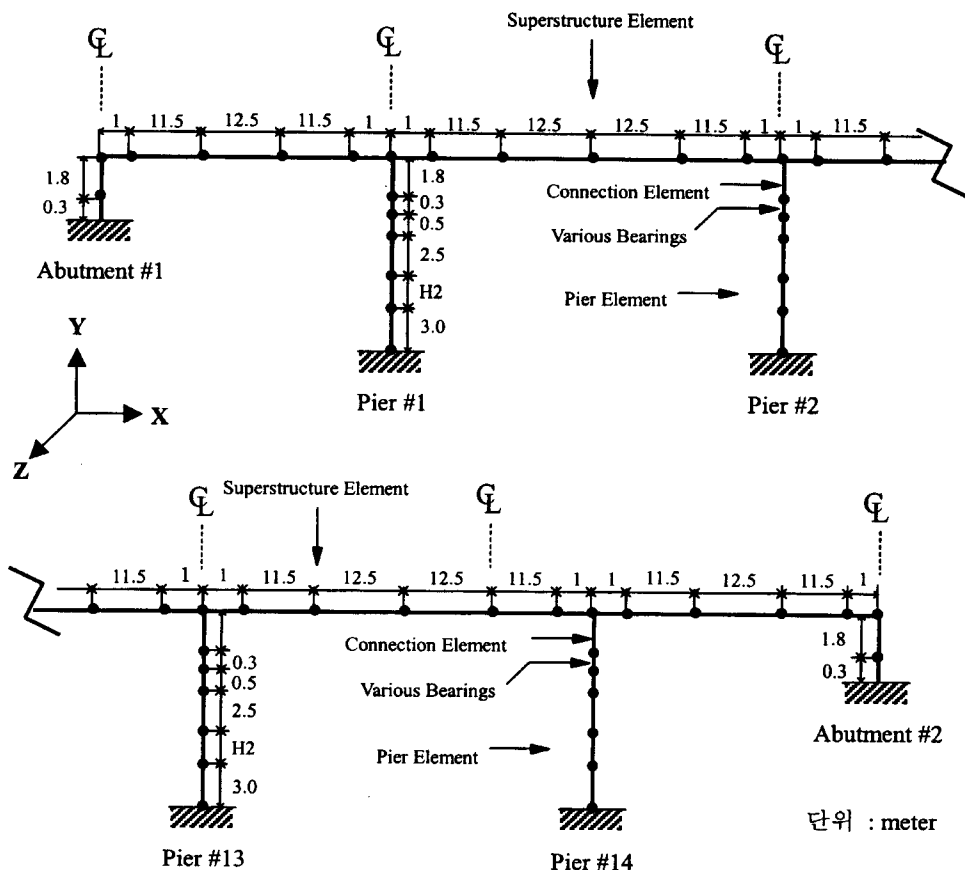 Superstructure Element
℄ ℄ ℄
1 11.5 12.5 11.5 1 1 11.5 12.5 12.5 11.5 1 1 11.5
1.8
0.3
Abutment #1
1.8
0.3
0.5
2.5
H2
3.0
Pier #1
Connection Element
Various Bearings
Pier Element
Pier #2
Y
X
Z
Superstructure Element
℄ ℄ ℄
11.5 1 1 11.5 12.5 12.5 11.5 1 1 11.5 12.5 11.5 1
0.3
0.5
2.5
H2
3.0
Pier #13
Connection Element
Various Bearings
Pier Element
Pier #14
1.8
0.3
Abutment #2
단위 : meter